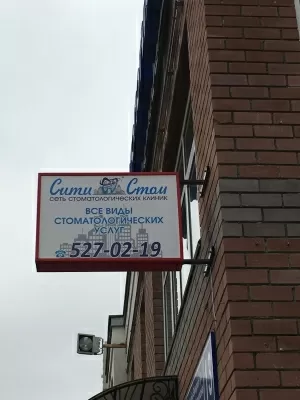 Сити Стом
сеть стоматологических клиник
ВСЕ ВИДЫ
СТОМАТОЛОГИЧЕСКИХ
УСЛУГ
527-02-19